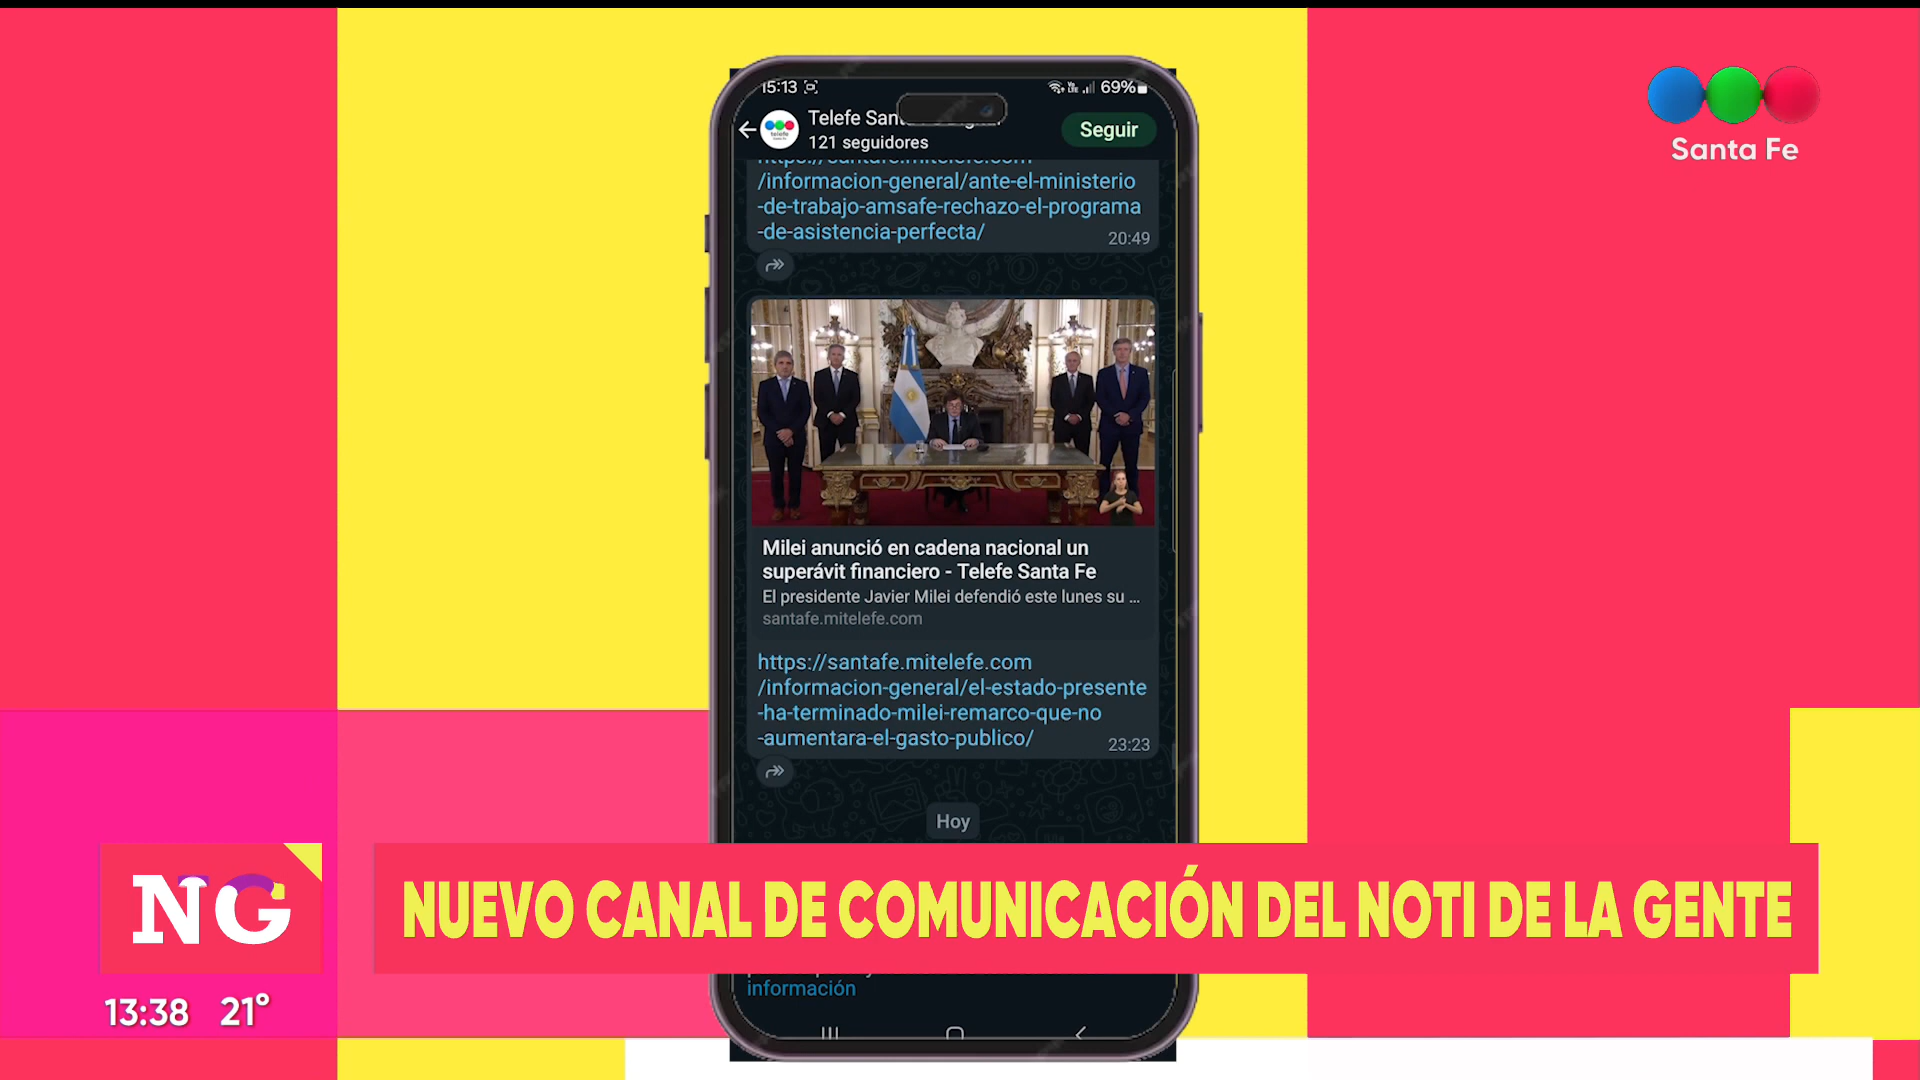 15:13
69%
Telefe
121 seguidores
Seguir
Santa Fe
/informacion-general/ante-el-ministerio
-de-trabajo-amsafe-rechazo-el-programa
-de-asistencia-perfecta/
20:49
Milei anunció en cadena nacional un
superávit financiero - Telefe Santa Fe
El presidente Javier Milei defendió este lunes su ...
santafe.mitelefe.com
https://santafe.mitelefe.com
/informacion-general/el-estado-presente
-ha-terminado-milei-remarco-que-no
-aumentara-el-gasto-publico/
23:23
Hoy
NG
NUEVO CANAL DE COMUNICACIÓN DEL NOTI DE LA GENTE
información
13:38 21°